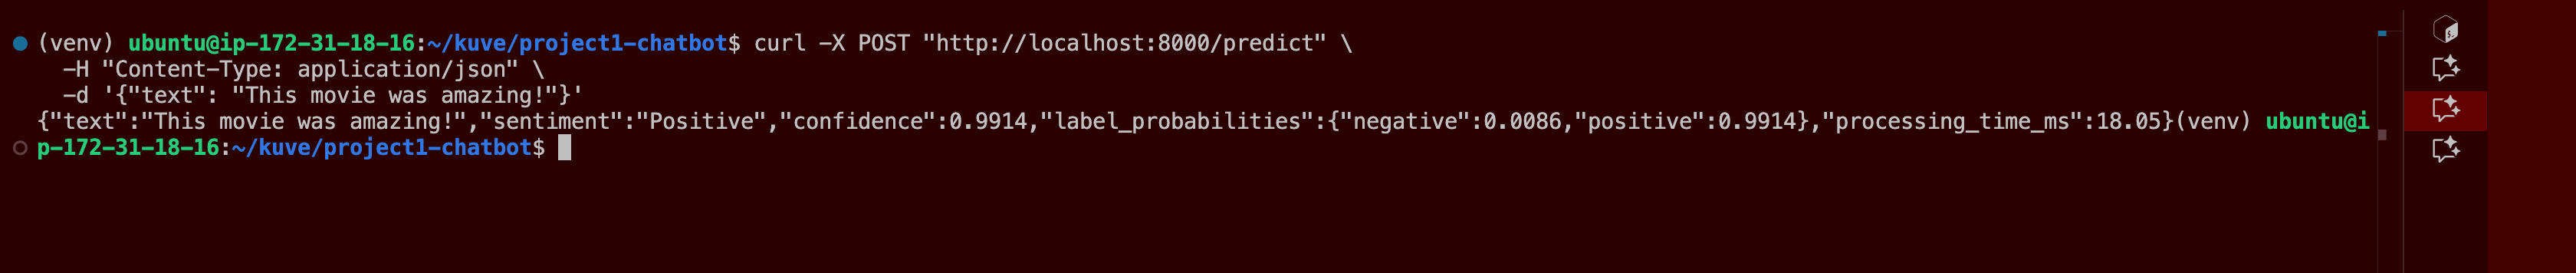 (venv) ubuntu@ip-172-31-18-16:~/kuve/project1-chatbot$ curl -X POST "http://localhost:8000/predict" \
  -H "Content-Type: application/json" \
  -d '{"text": "This movie was amazing!"}'
{"text":"This movie was amazing!","sentiment":"Positive","confidence":0.9914,"label_probabilities":{"negative":0.0086,"positive":0.9914},"processing_time_ms":18.05}(venv) ubuntu@i
p-172-31-18-16:~/kuve/project1-chatbot$